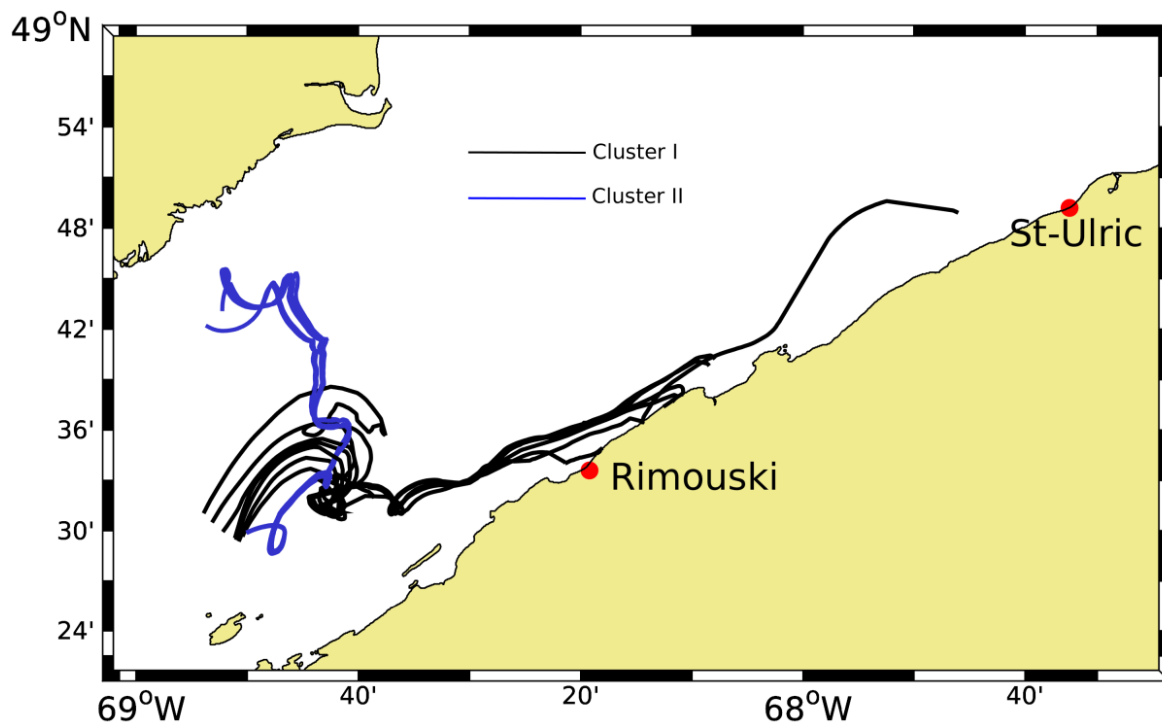 49°N
54'
Cluster I
Cluster II
48'
St-Ulric
42'
36'
Rimouski
30'
24'
69°W
40'
20'
68°W
40'